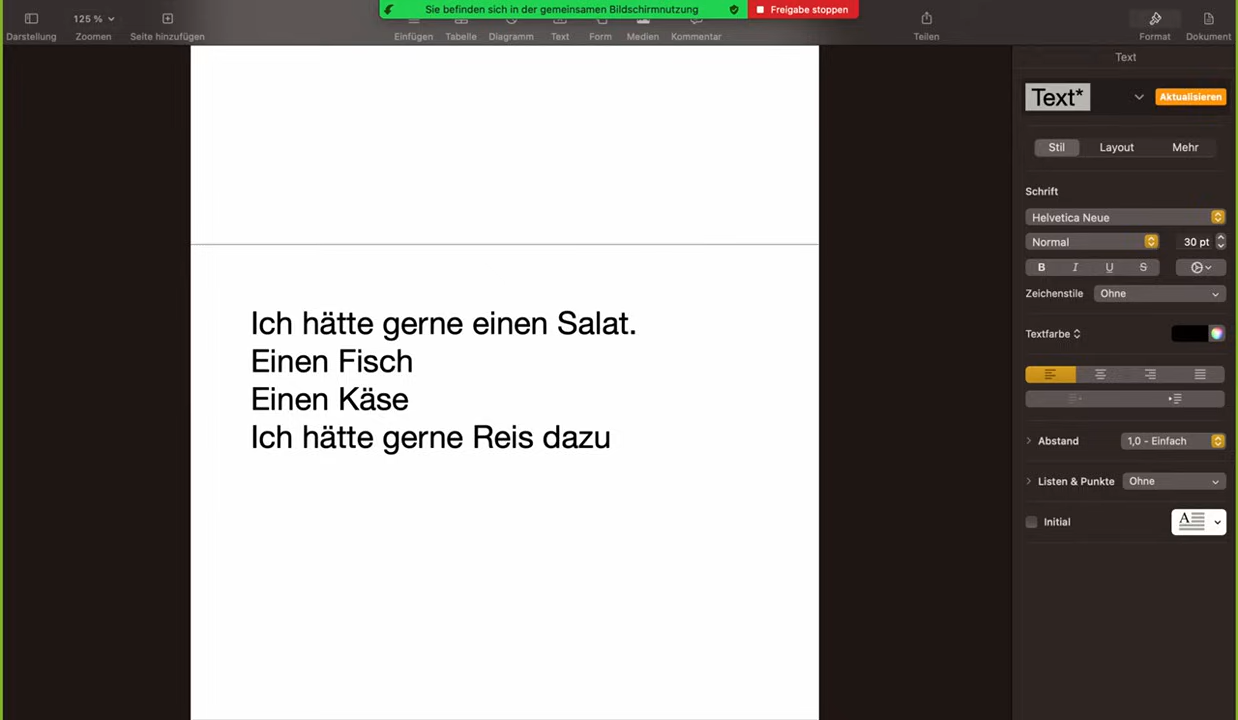 Sie befinden sich in der gemeinsamen Bildschirmnutzung
Freigabe stoppen
125 %
Darstellung
Zoomen
Seite hinzufügen
Einfügen
Tabelle
Diagramm
Text
Form
Medien
Kommentar
Teilen
Format
Dokument
Text
Text*
Aktualisieren
Stil
Layout
Mehr
Schrift
Helvetica Neue
Normal
30 pt
B I U S
Zeichenstile
Ohne
Textfarbe
Abstand
1,0 - Einfach
Listen & Punkte
Ohne
Initial
A
Ich hätte gerne einen Salat.
Einen Fisch
Einen Käse
Ich hätte gerne Reis dazu